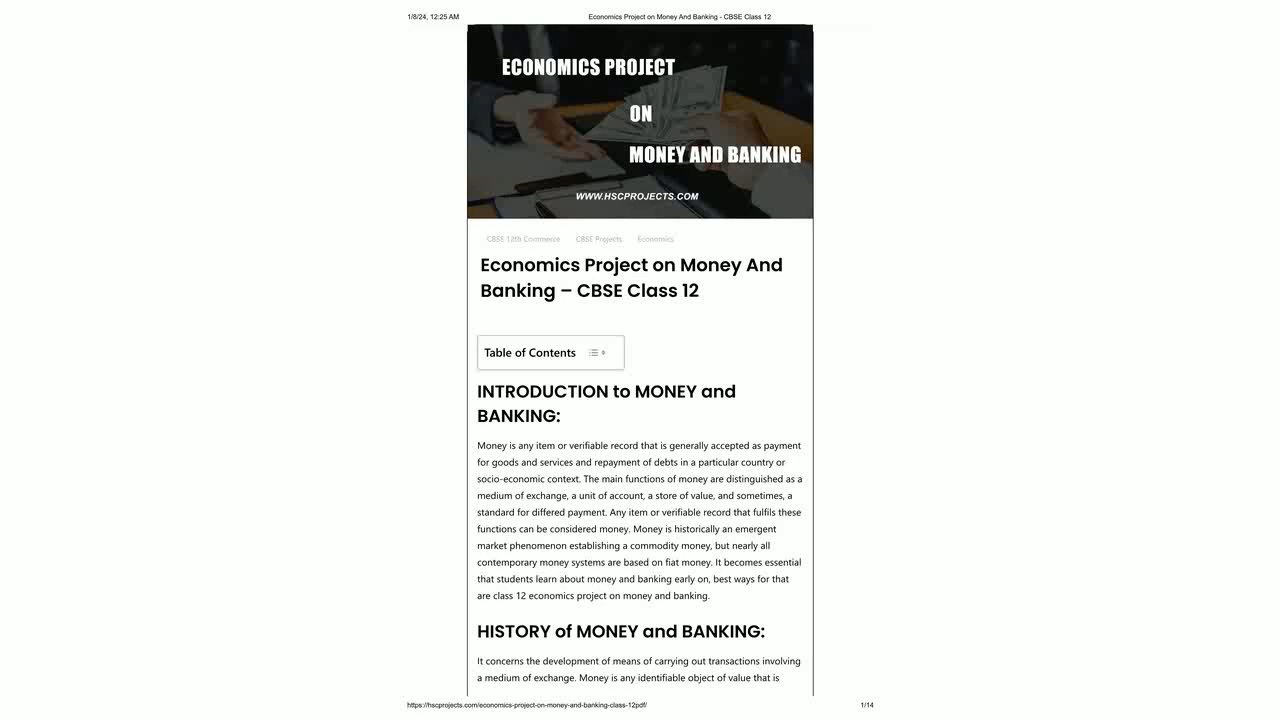 1/8/24, 12:25 AM
Economics Project on Money And Banking - CBSE Class 12
ECONOMICS PROJECT
ON
MONEY AND BANKING
WWW.HSCPROJECTS.COM
CBSE 12th Commerce CBSE Projects Economics
Economics Project on Money And
Banking – CBSE Class 12
Table of Contents
INTRODUCTION to MONEY and
BANKING:
Money is any item or verifiable record that is generally accepted as payment
for goods and services and repayment of debts in a particular country or
socio-economic context. The main functions of money are distinguished as a
medium of exchange, a unit of account, a store of value, and sometimes, a
standard for differed payment. Any item or verifiable record that fulfils these
functions can be considered money. Money is historically an emergent
market phenomenon establishing a commodity money, but nearly all
contemporary money systems are based on fiat money. It becomes essential
that students learn about money and banking early on, best ways for that
are class 12 economics project on money and banking.
HISTORY of MONEY and BANKING:
It concerns the development of means of carrying out transactions involving
a medium of exchange. Money is any identifiable object of value that is
https://hscprojects.com/economics-project-on-money-and-banking-class-12pdf/
1/14